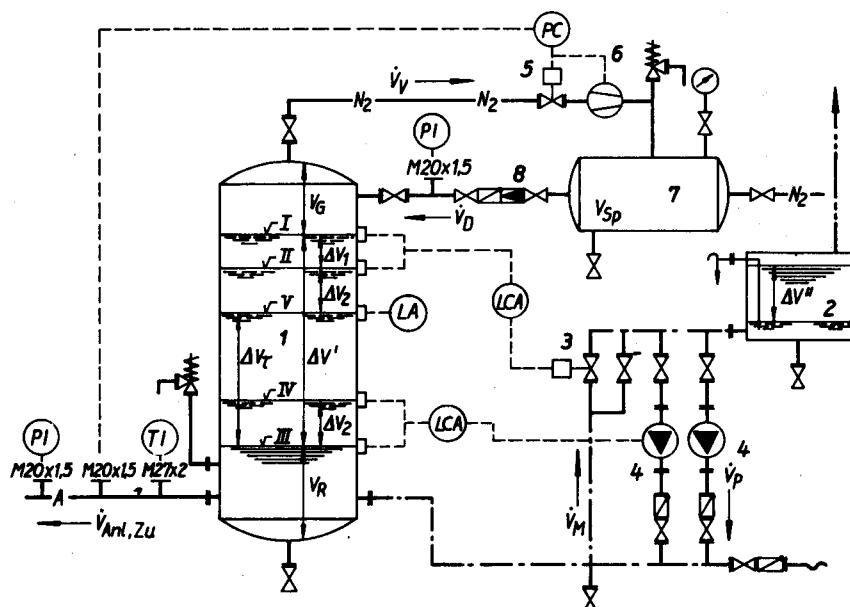 PC
6
5
V̇V
N2
N2
PI
M20x1,5
8
V̇D
VG
I
II
V
IV
III
ΔV1
ΔV2
1
ΔVτ
ΔV'
ΔV2
VR
LA
LCA
LCA
VSp
7
N2
ΔV"
2
3
4
4
V̇M
V̇P
PI
TI
M20x1,5
M20x1,5
M27x2
A
V̇Anl,Zu